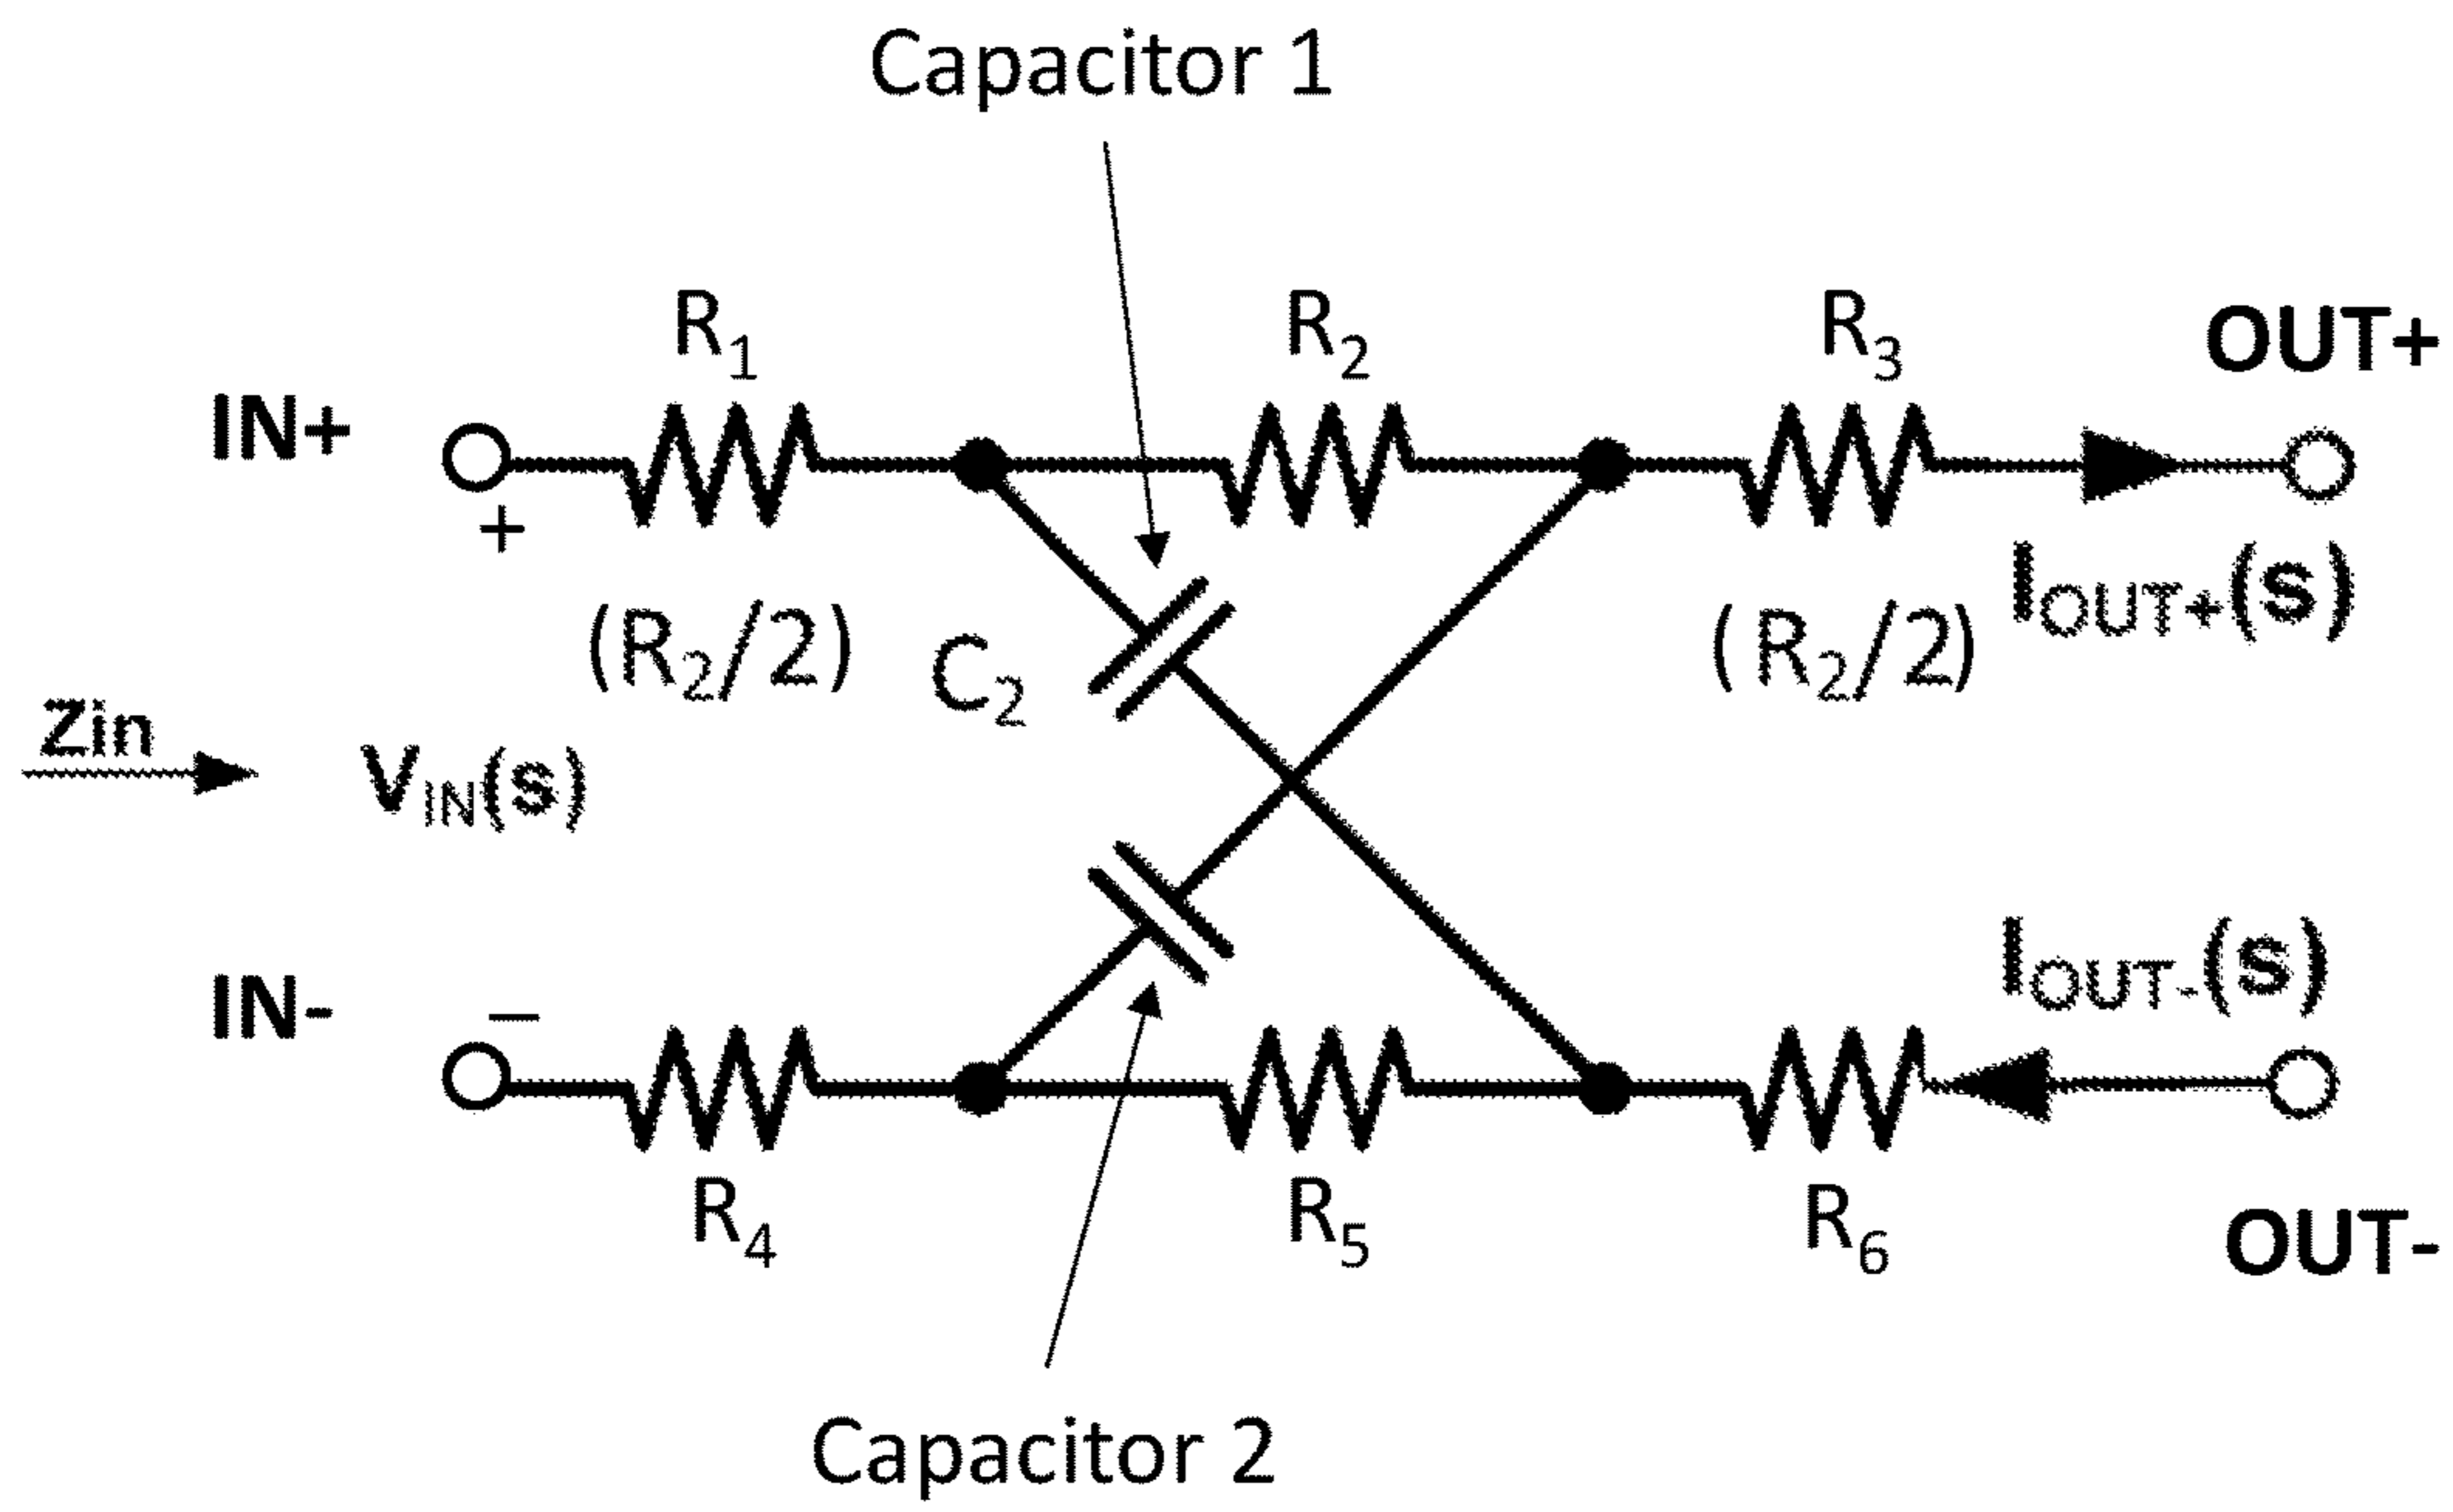 Capacitor 1
R1
R2
R3
OUT+
IN+
+
IOUT+(s)
(R2/2)
C2
(R2/2)
Zin
VIN(s)
IOUT-(s)
IN-
–
R4
R5
R6
OUT-
Capacitor 2